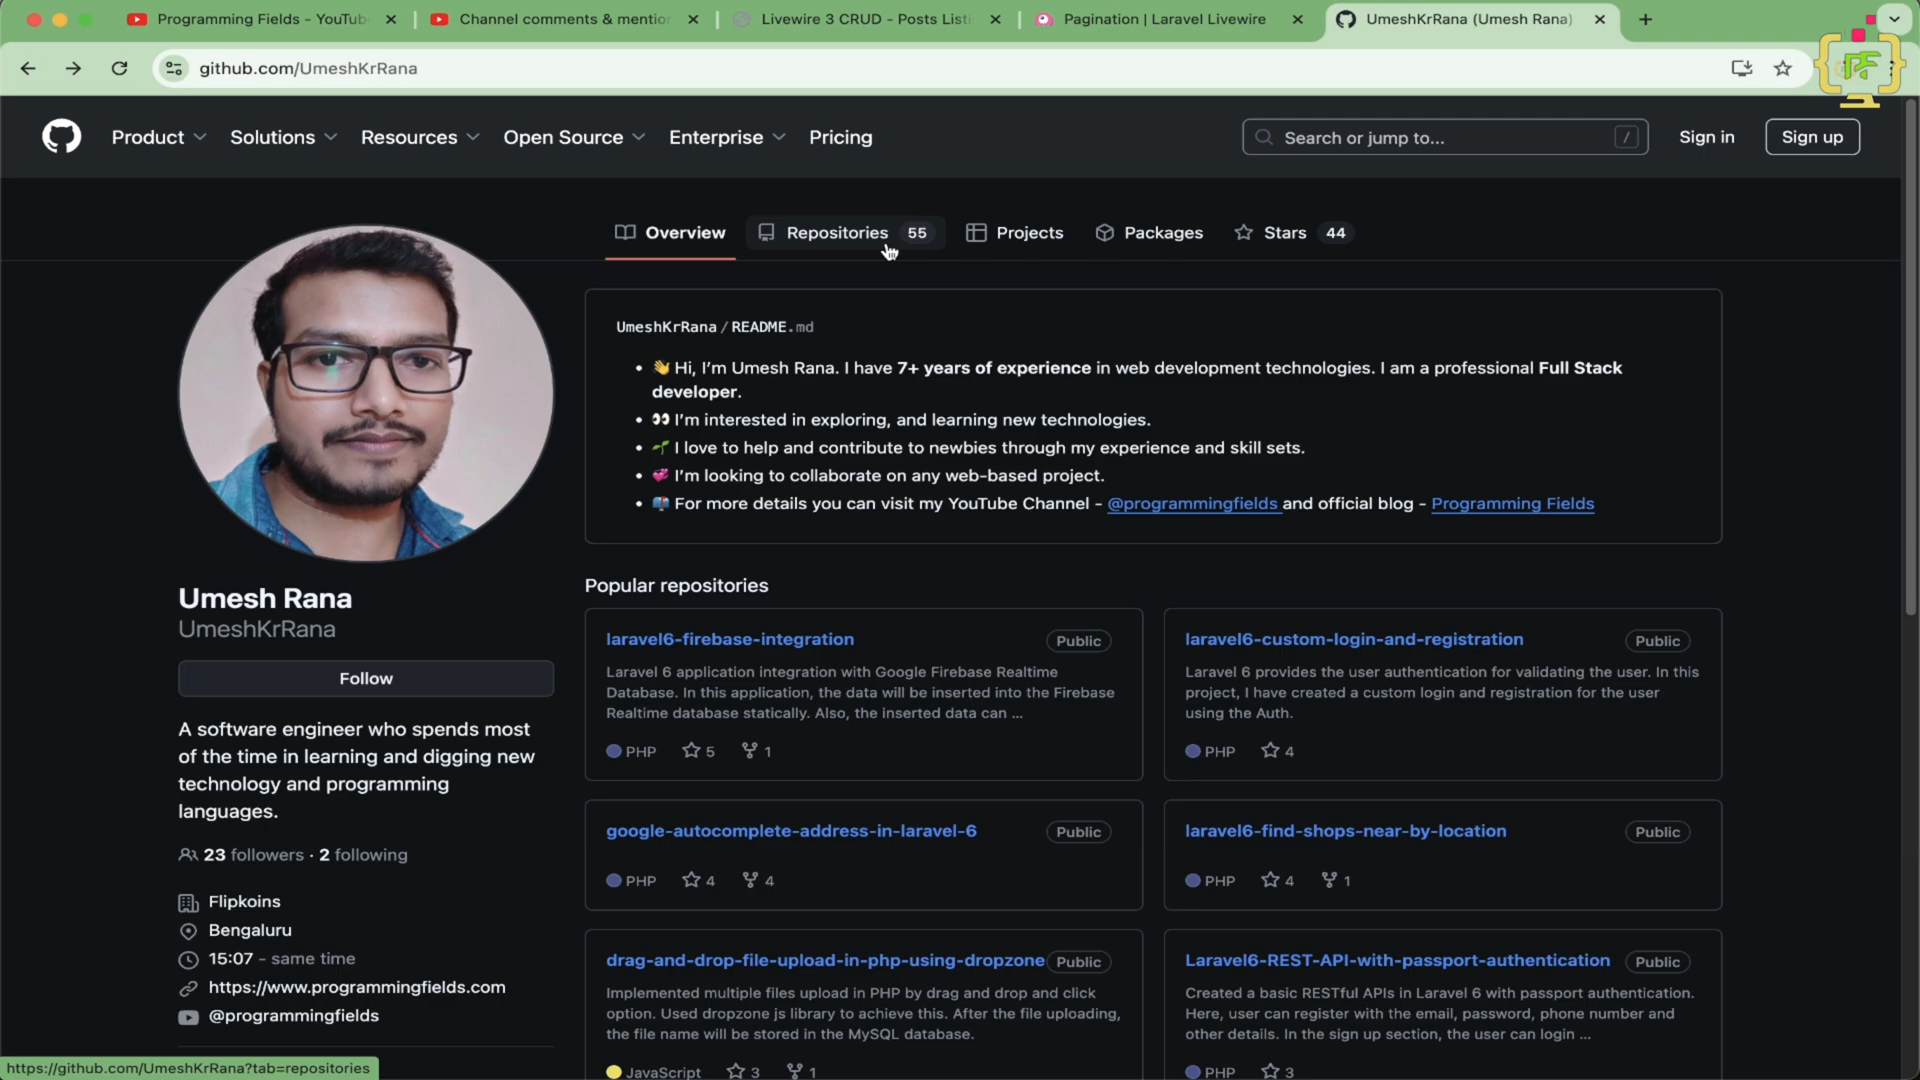 Programming Fields - YouTub
Channel comments & mention
Livewire 3 CRUD - Posts Listi
Pagination | Laravel Livewire
UmeshKrRana (Umesh Rana)
github.com/UmeshKrRana
Product
Solutions
Resources
Open Source
Enterprise
Pricing
Search or jump to...
/
Sign in
Sign up
Overview
Repositories 55
Projects
Packages
Stars 44
UmeshKrRana / README.md
👋 Hi, I'm Umesh Rana. I have 7+ years of experience in web development technologies. I am a professional Full Stack
developer.
👀 I'm interested in exploring, and learning new technologies.
🌱 I love to help and contribute to newbies through my experience and skill sets.
💞️ I'm looking to collaborate on any web-based project.
📫 For more details you can visit my YouTube Channel - @programmingfields and official blog - Programming Fields
Umesh Rana
UmeshKrRana
Follow
A software engineer who spends most
of the time in learning and digging new
technology and programming
languages.
23 followers · 2 following
Flipkoins
Bengaluru
15:07 - same time
https://www.programmingfields.com
@programmingfields
Popular repositories
laravel6-firebase-integration
Public
Laravel 6 application integration with Google Firebase Realtime
Database. In this application, the data will be inserted into the Firebase
Realtime database statically. Also, the inserted data can ...
PHP 5 1
laravel6-custom-login-and-registration
Public
Laravel 6 provides the user authentication for validating the user. In this
project, I have created a custom login and registration for the user
using the Auth.
PHP 4
google-autocomplete-address-in-laravel-6
Public
PHP 4 4
laravel6-find-shops-near-by-location
Public
PHP 4 1
drag-and-drop-file-upload-in-php-using-dropzone
Public
Implemented multiple files upload in PHP by drag and drop and click
option. Used dropzone js library to achieve this. After the file uploading,
the file name will be stored in the MySQL database.
JavaScript 3 1
Laravel6-REST-API-with-passport-authentication
Public
Created a basic RESTful APIs in Laravel 6 with passport authentication.
Here, user can register with the email, password, phone number and
other details. In the sign up section, the user can login ...
PHP 3
https://github.com/UmeshKrRana?tab=repositories